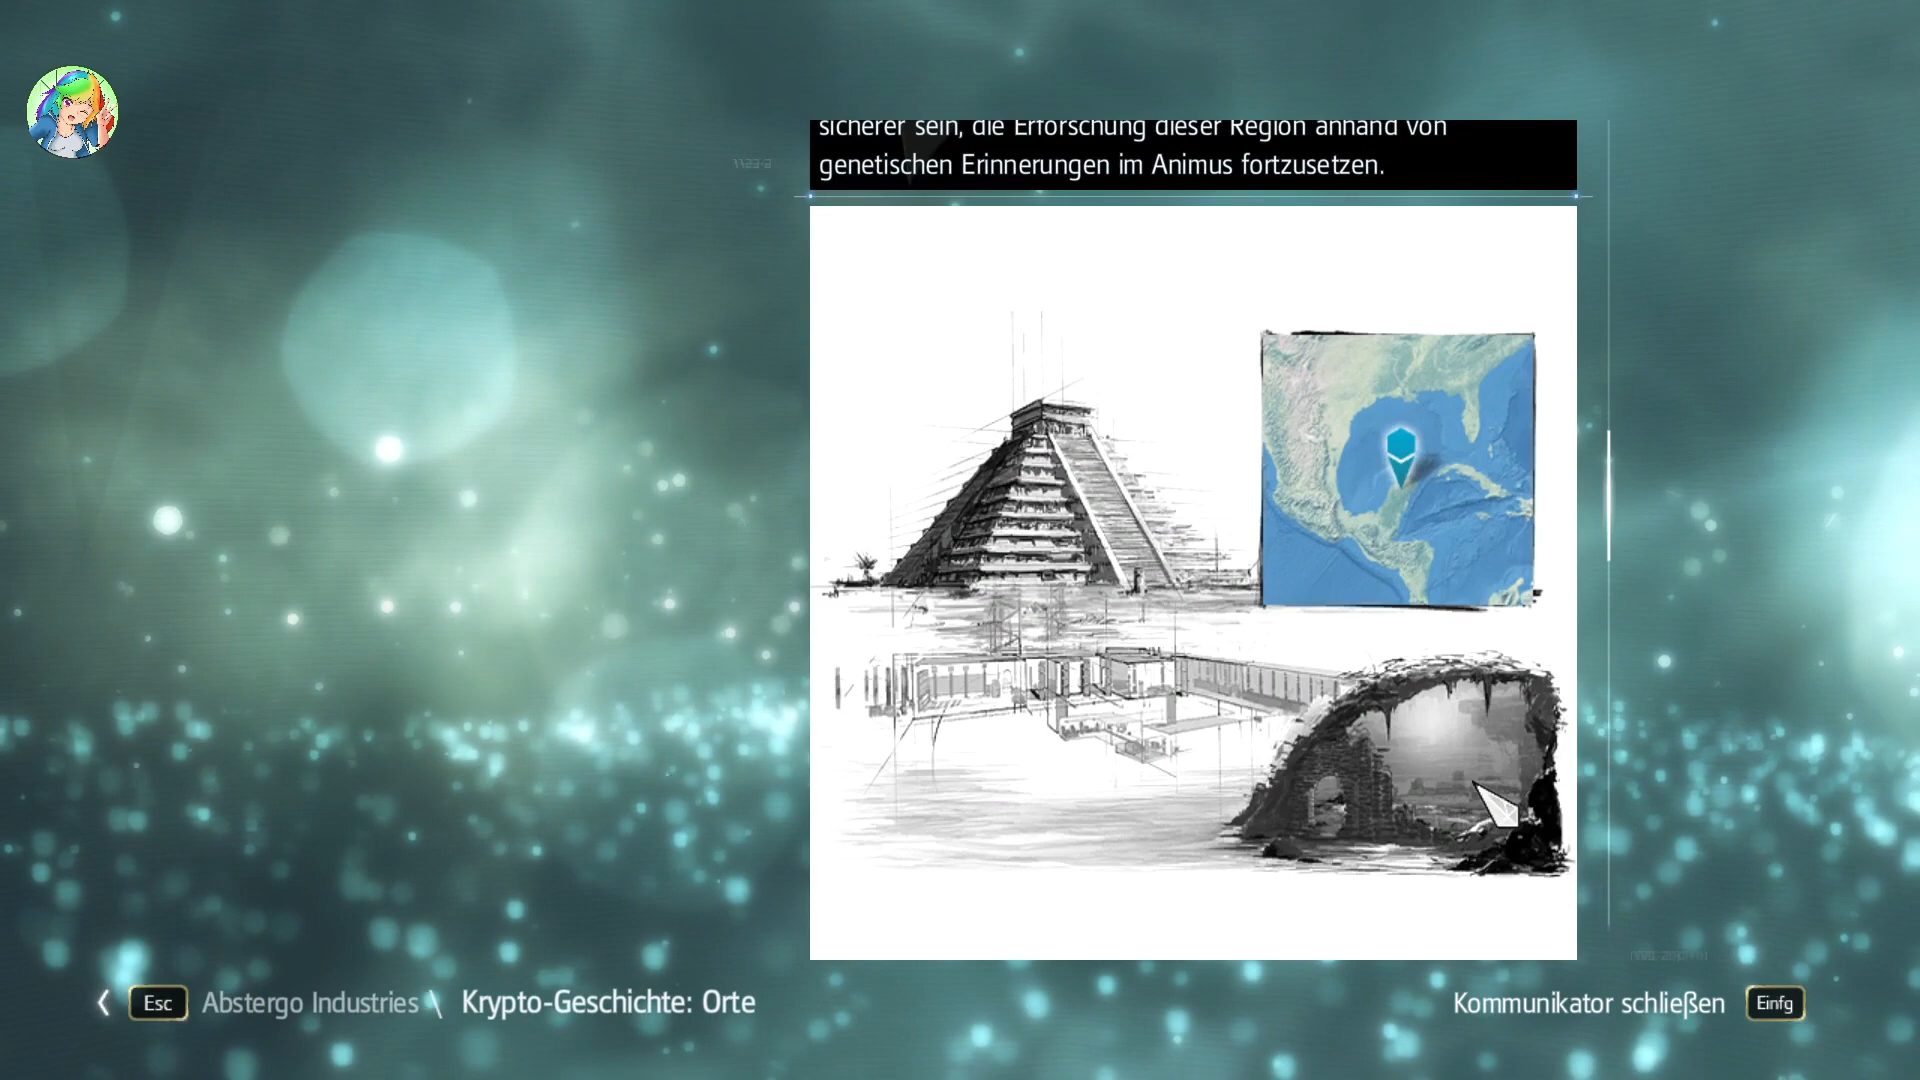 sicherer sein, die Erforschung dieser Region anhand von
genetischen Erinnerungen im Animus fortzusetzen.
Esc Abstergo Industries \ Krypto-Geschichte: Orte
Kommunikator schließen Einfg